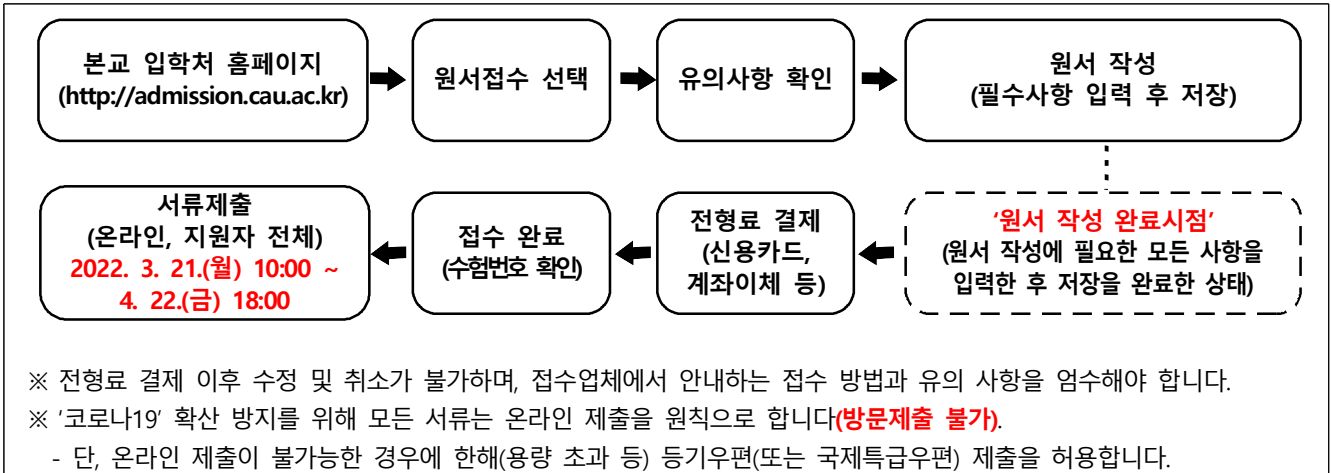 본교 입학처 홈페이지
(http://admission.cau.ac.kr)
원서접수 선택
유의사항 확인
원서 작성
(필수사항 입력 후 저장)
'원서 작성 완료시점'
(원서 작성에 필요한 모든 사항을
입력한 후 저장을 완료한 상태)
전형료 결제
(신용카드,
계좌이체 등)
접수 완료
(수험번호 확인)
서류제출
(온라인, 지원자 전체)
2022. 3. 21.(월) 10:00 ~
4. 22.(금) 18:00
※ 전형료 결제 이후 수정 및 취소가 불가하며, 접수업체에서 안내하는 접수 방법과 유의 사항을 엄수해야 합니다.
※ '코로나19' 확산 방지를 위해 모든 서류는 온라인 제출을 원칙으로 합니다(방문제출 불가).
- 단, 온라인 제출이 불가능한 경우에 한해(용량 초과 등) 등기우편(또는 국제특급우편) 제출을 허용합니다.